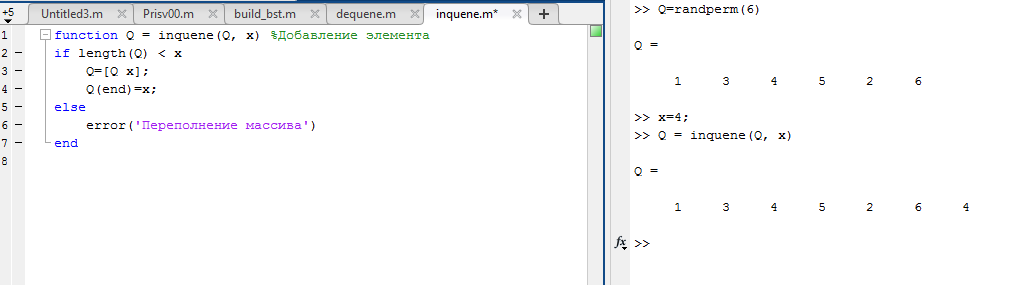 +5 Untitled3.m Prisv00.m build_bst.m dequene.m inquene.m*
1 function Q = inquene(Q, x) %Добавление элемента
2 – if length(Q) < x
3 – Q=[Q x];
4 – Q(end)=x;
5 – else
6 – error('Переполнение массива')
7 – end
8
>> Q=randperm(6)
Q =
1 3 4 5 2 6
>> x=4;
>> Q = inquene(Q, x)
Q =
1 3 4 5 2 6 4
fx >>